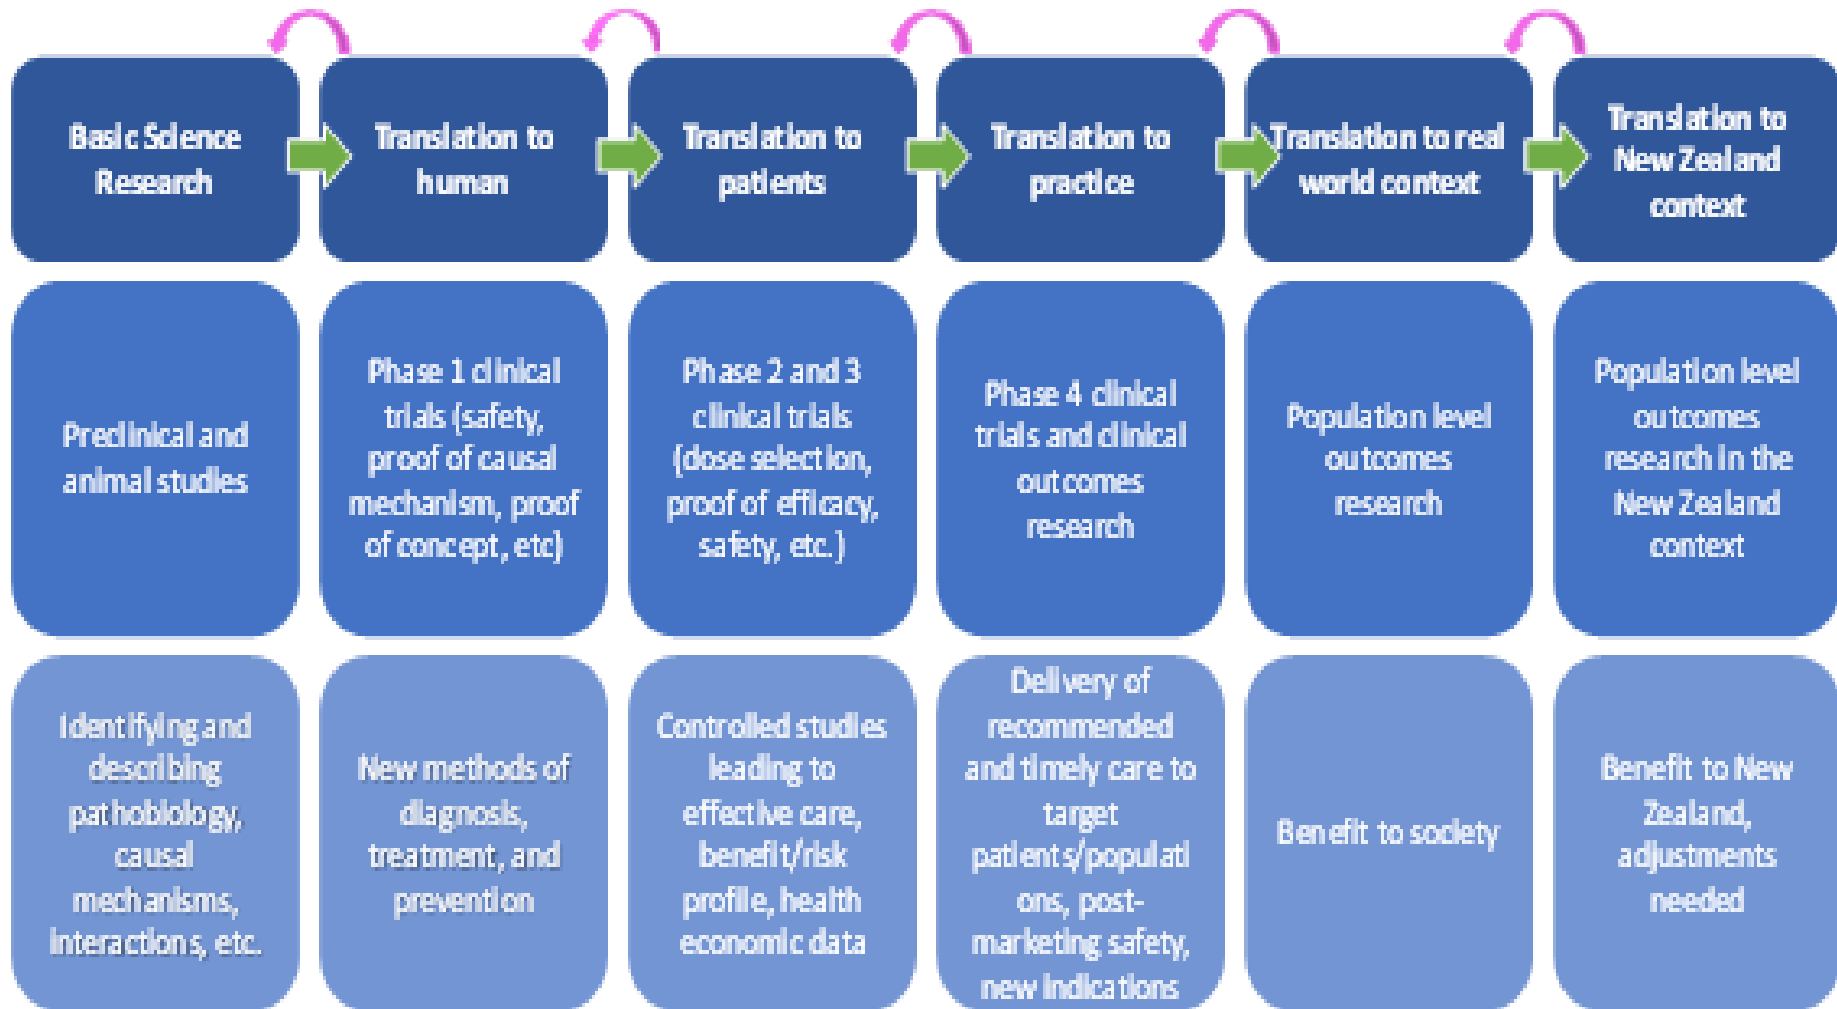 Basic Science
Research
Translation to
human
Translation to
patients
Translation to
practice
Translation to real
world context
Translation to
New Zealand
context
Preclinical and
animal studies
Phase 1 clinical
trials (safety,
proof of causal
mechanism, proof
of concept, etc)
Phase 2 and 3
clinical trials
(dose selection,
proof of efficacy,
safety, etc.)
Phase 4 clinical
trials and clinical
outcomes
research
Population level
outcomes
research
Population level
outcomes
research in the
New Zealand
context
Identifying and
describing
pathobiology,
causal
mechanisms,
interactions, etc.
New methods of
diagnosis,
treatment, and
prevention
Controlled studies
leading to
effective care,
benefit/risk
profile, health
economic data
Delivery of
recommended
and timely care to
target
patients/populati
ons, post-
marketing safety,
new indications
Benefit to society
Benefit to New
Zealand,
adjustments
needed